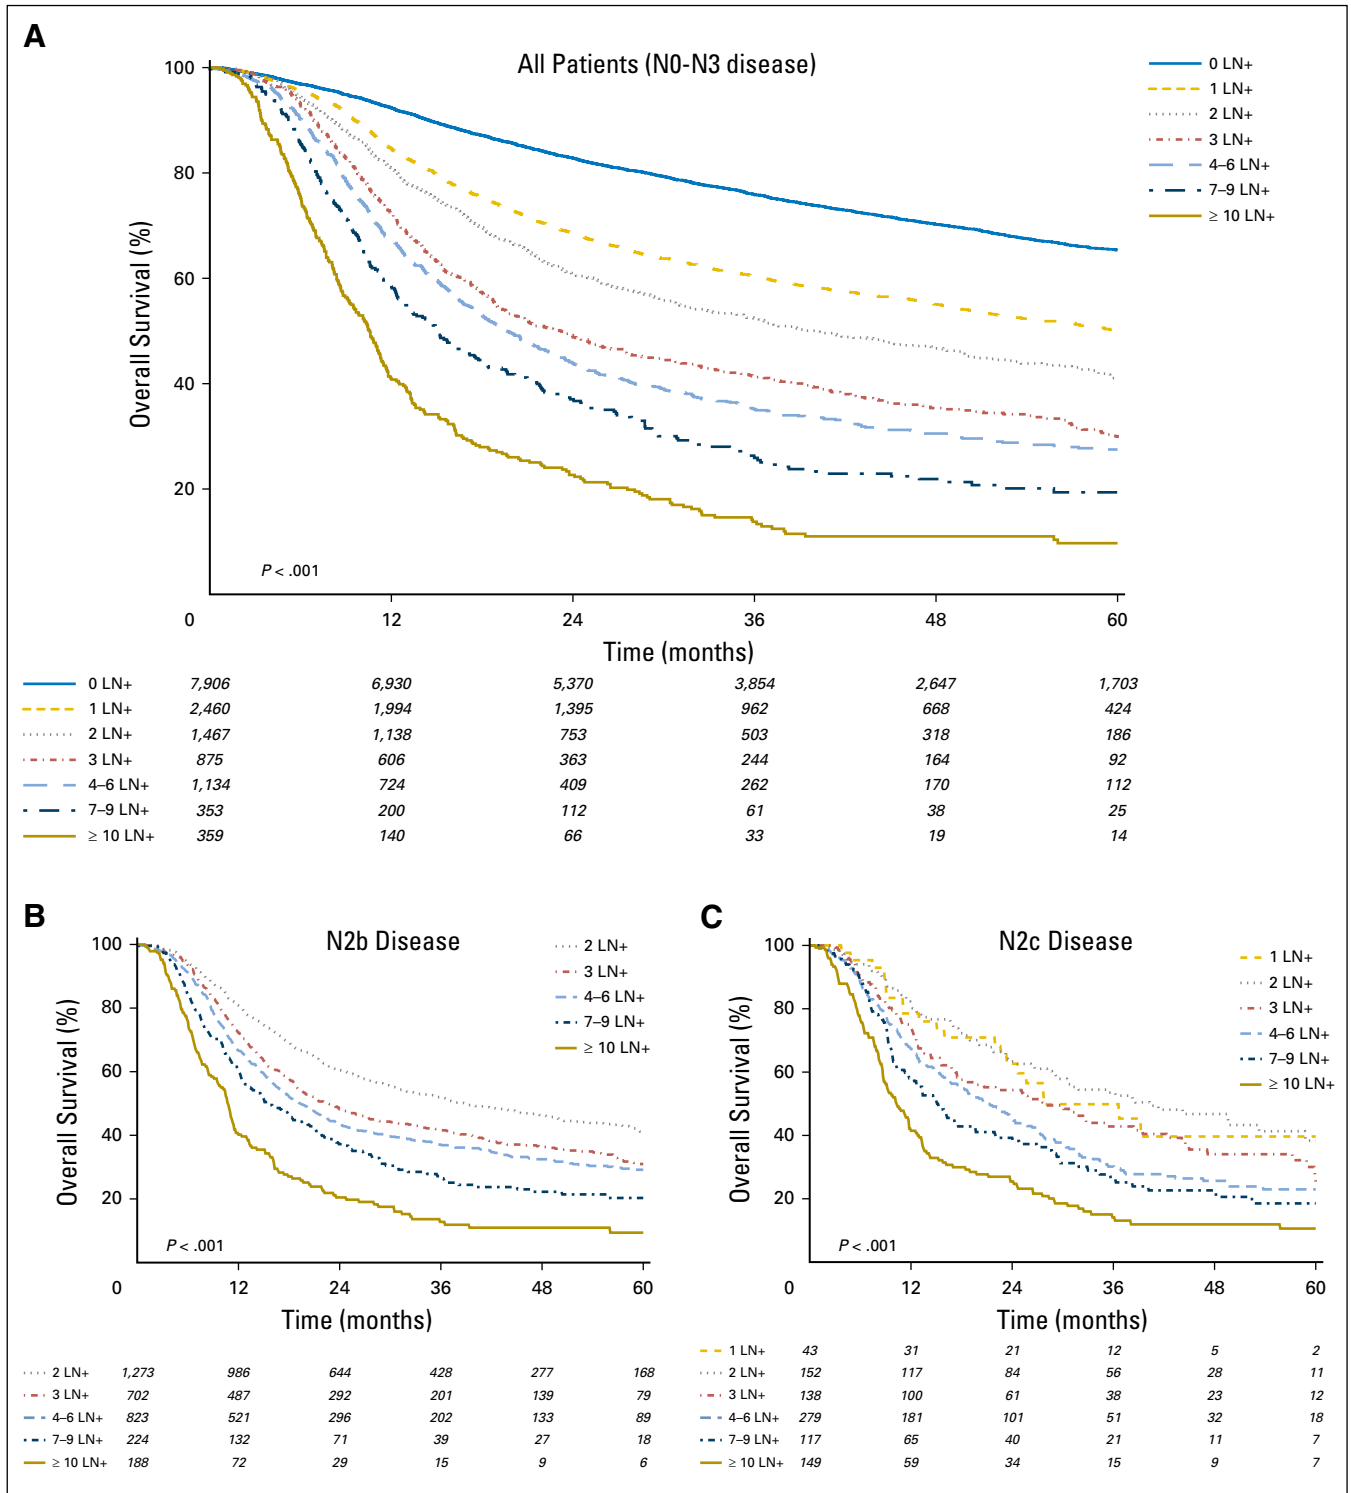 A
All Patients (N0-N3 disease)
0 LN+
1 LN+
2 LN+
3 LN+
4–6 LN+
7–9 LN+
≥ 10 LN+
Overall Survival (%)
100
80
60
40
20
P < .001
0 12 24 36 48 60
Time (months)
0 LN+ 7,906 6,930 5,370 3,854 2,647 1,703
1 LN+ 2,460 1,994 1,395 962 668 424
2 LN+ 1,467 1,138 753 503 318 186
3 LN+ 875 606 363 244 164 92
4–6 LN+ 1,134 724 409 262 170 112
7–9 LN+ 353 200 112 61 38 25
≥ 10 LN+ 359 140 66 33 19 14
B
N2b Disease
2 LN+
3 LN+
4–6 LN+
7–9 LN+
≥ 10 LN+
Overall Survival (%)
100
80
60
40
20
P < .001
0 12 24 36 48 60
Time (months)
2 LN+ 1,273 986 644 428 277 168
3 LN+ 702 487 292 201 139 79
4–6 LN+ 823 521 296 202 133 89
7–9 LN+ 224 132 71 39 27 18
≥ 10 LN+ 188 72 29 15 9 6
C
N2c Disease
1 LN+
2 LN+
3 LN+
4–6 LN+
7–9 LN+
≥ 10 LN+
Overall Survival (%)
100
80
60
40
20
P < .001
0 12 24 36 48 60
Time (months)
1 LN+ 43 31 21 12 5 2
2 LN+ 152 117 84 56 28 11
3 LN+ 138 100 61 38 23 12
4–6 LN+ 279 181 101 51 32 18
7–9 LN+ 117 65 40 21 11 7
≥ 10 LN+ 149 59 34 15 9 7